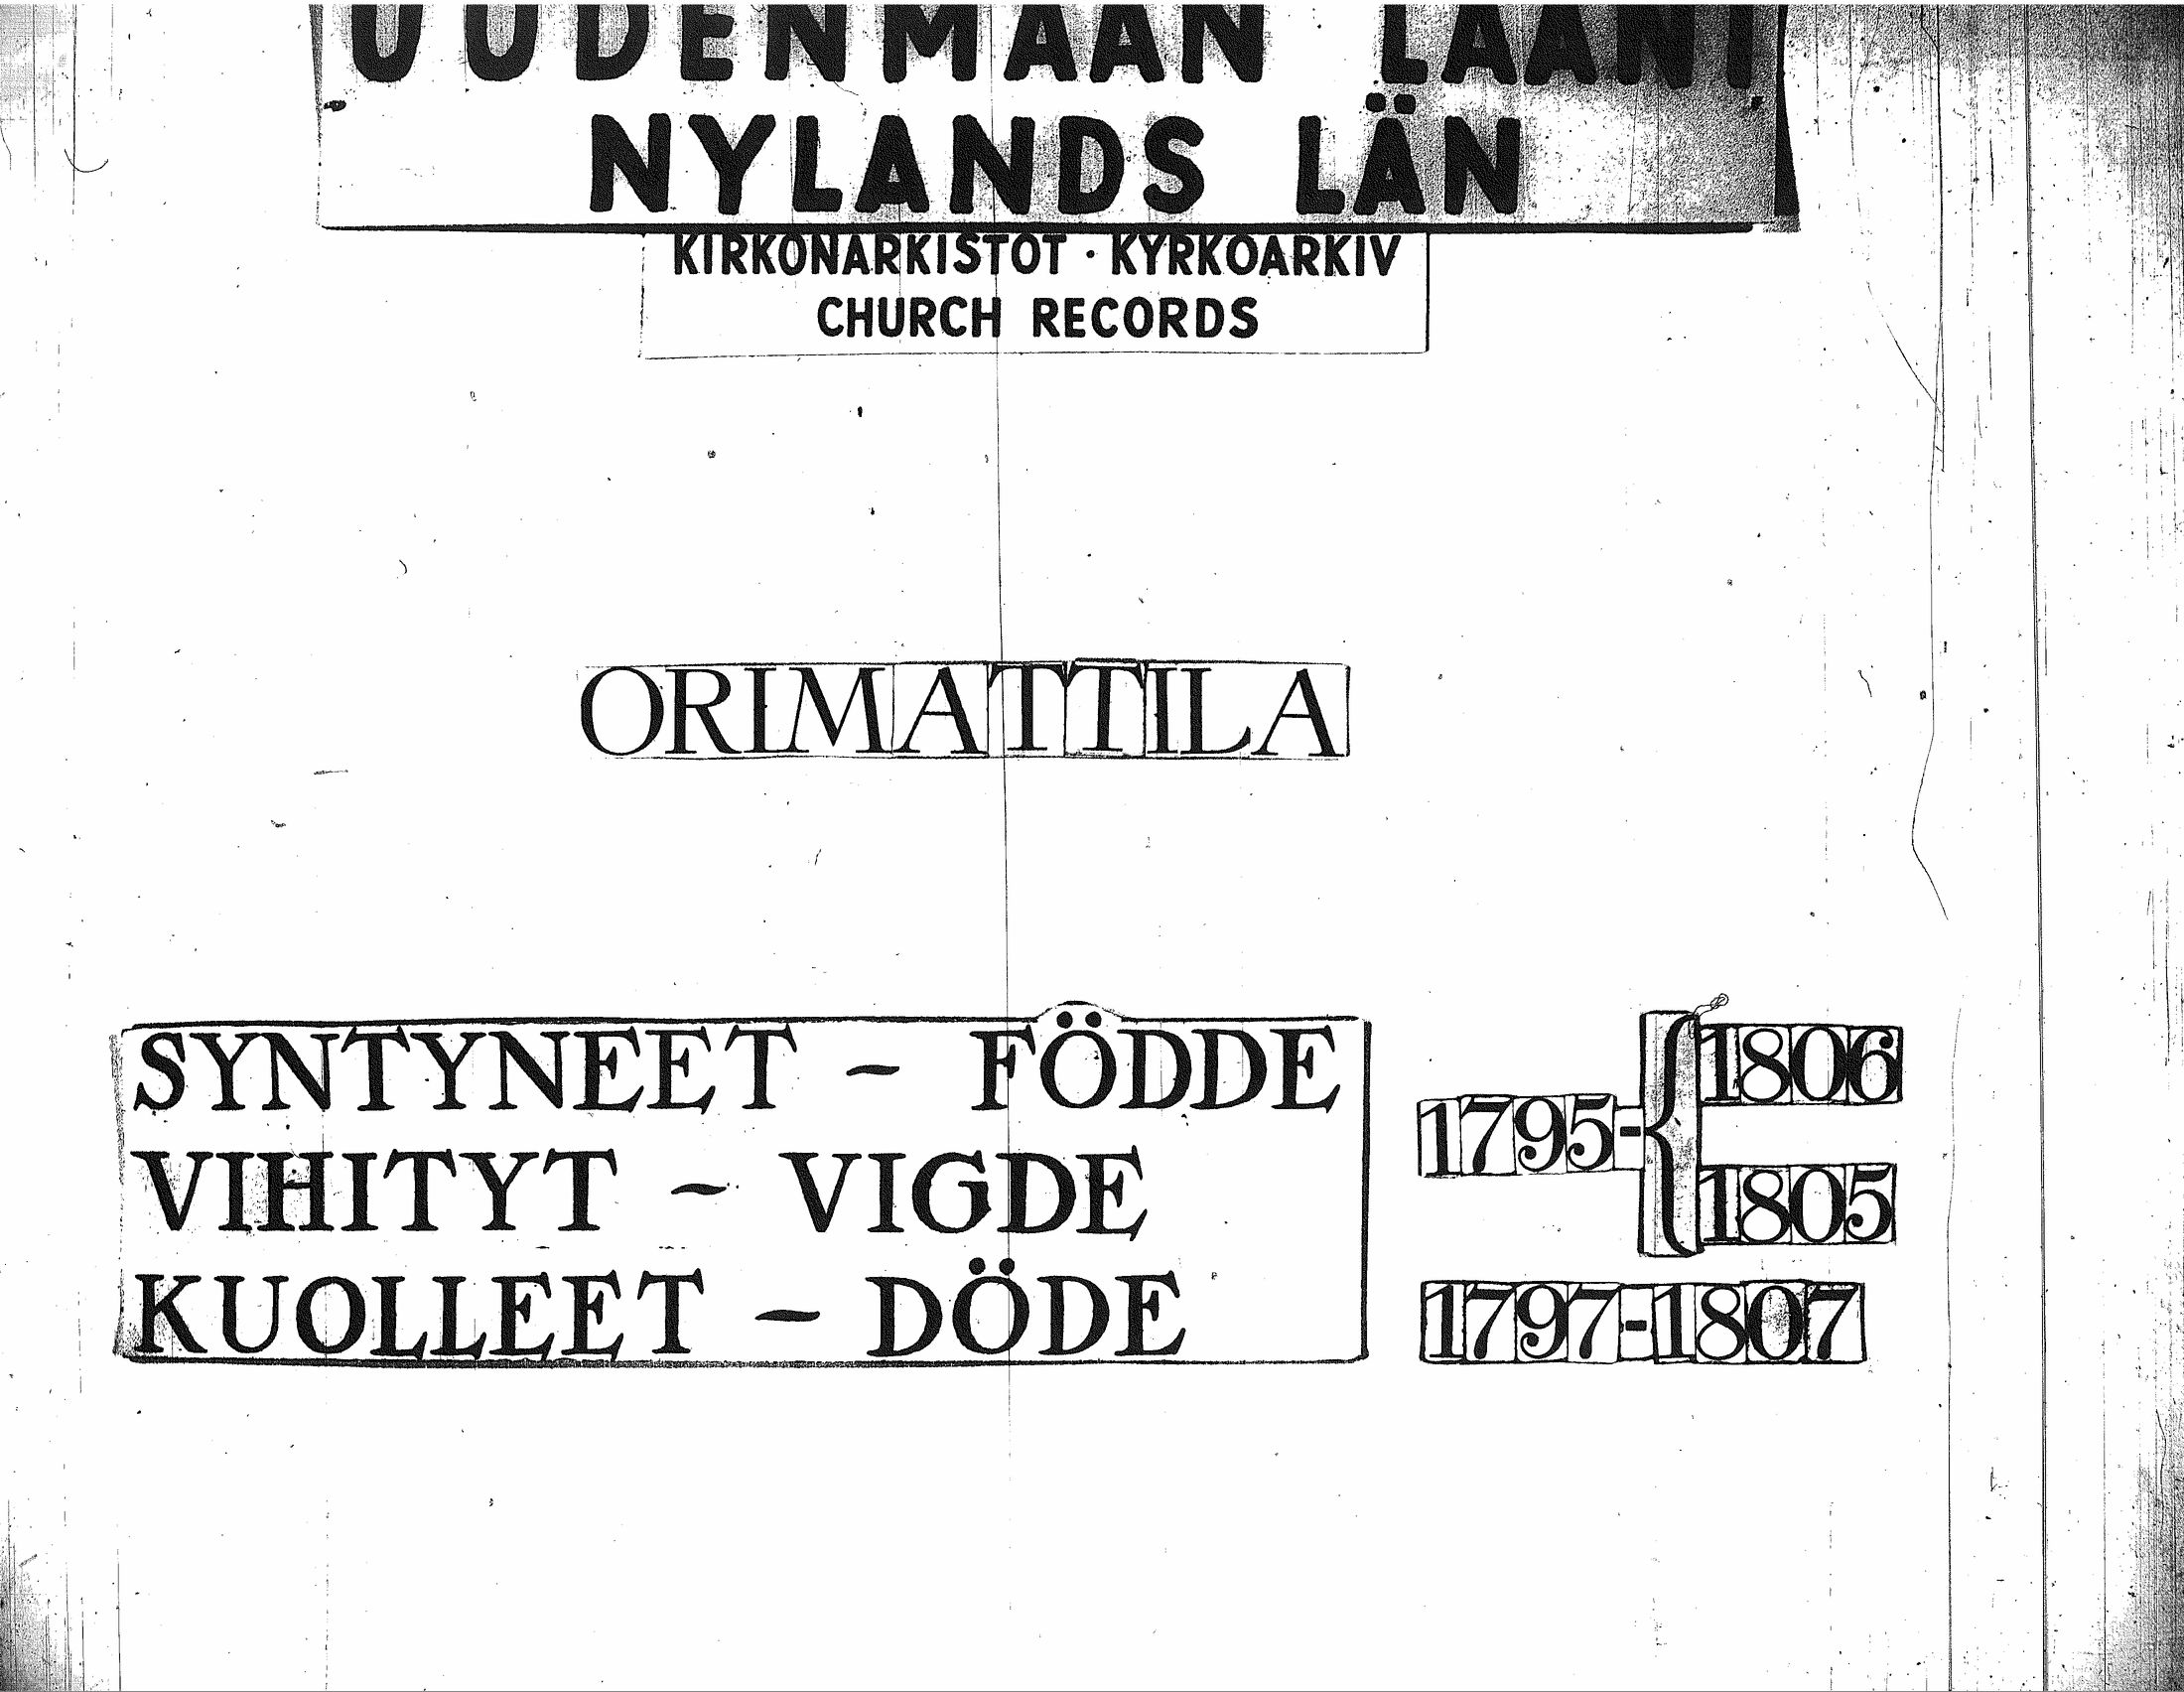 UUDENMAAN LÄÄNI
NYLANDS LÄN
KIRKONARKISTOT · KYRKOARKIV
CHURCH RECORDS
ORIMATTILA
SYNTYNEET - FÖDDE 1795-{1806
VIHITYT - VIGDE 1805
KUOLLEET - DÖDE 1797-1807